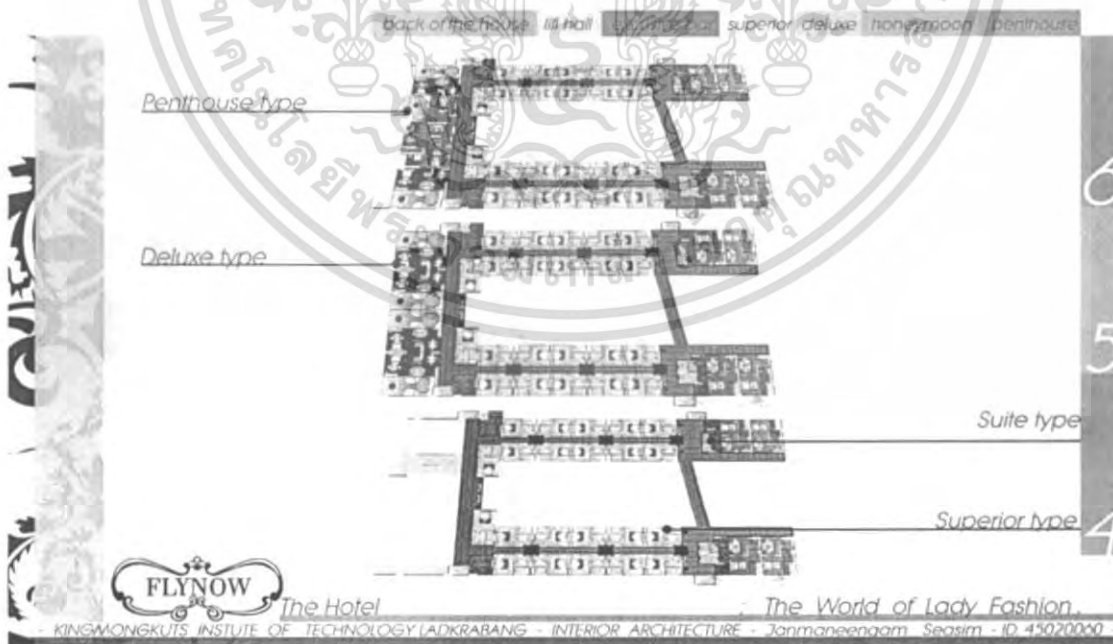 back of the house lift hall superior deluxe honeymoon penthouse
Penthouse type
6
Deluxe type
5
Suite type
Superior type
4
FLYNOW
The Hotel
: The World of Lady Fashion.
- KINGMONGKUTS INSTUTE OF TECHNOLOGY LADKRABANG - INTERIOR ARCHITECTURE - Janmaneengam Seasim - ID 45020060